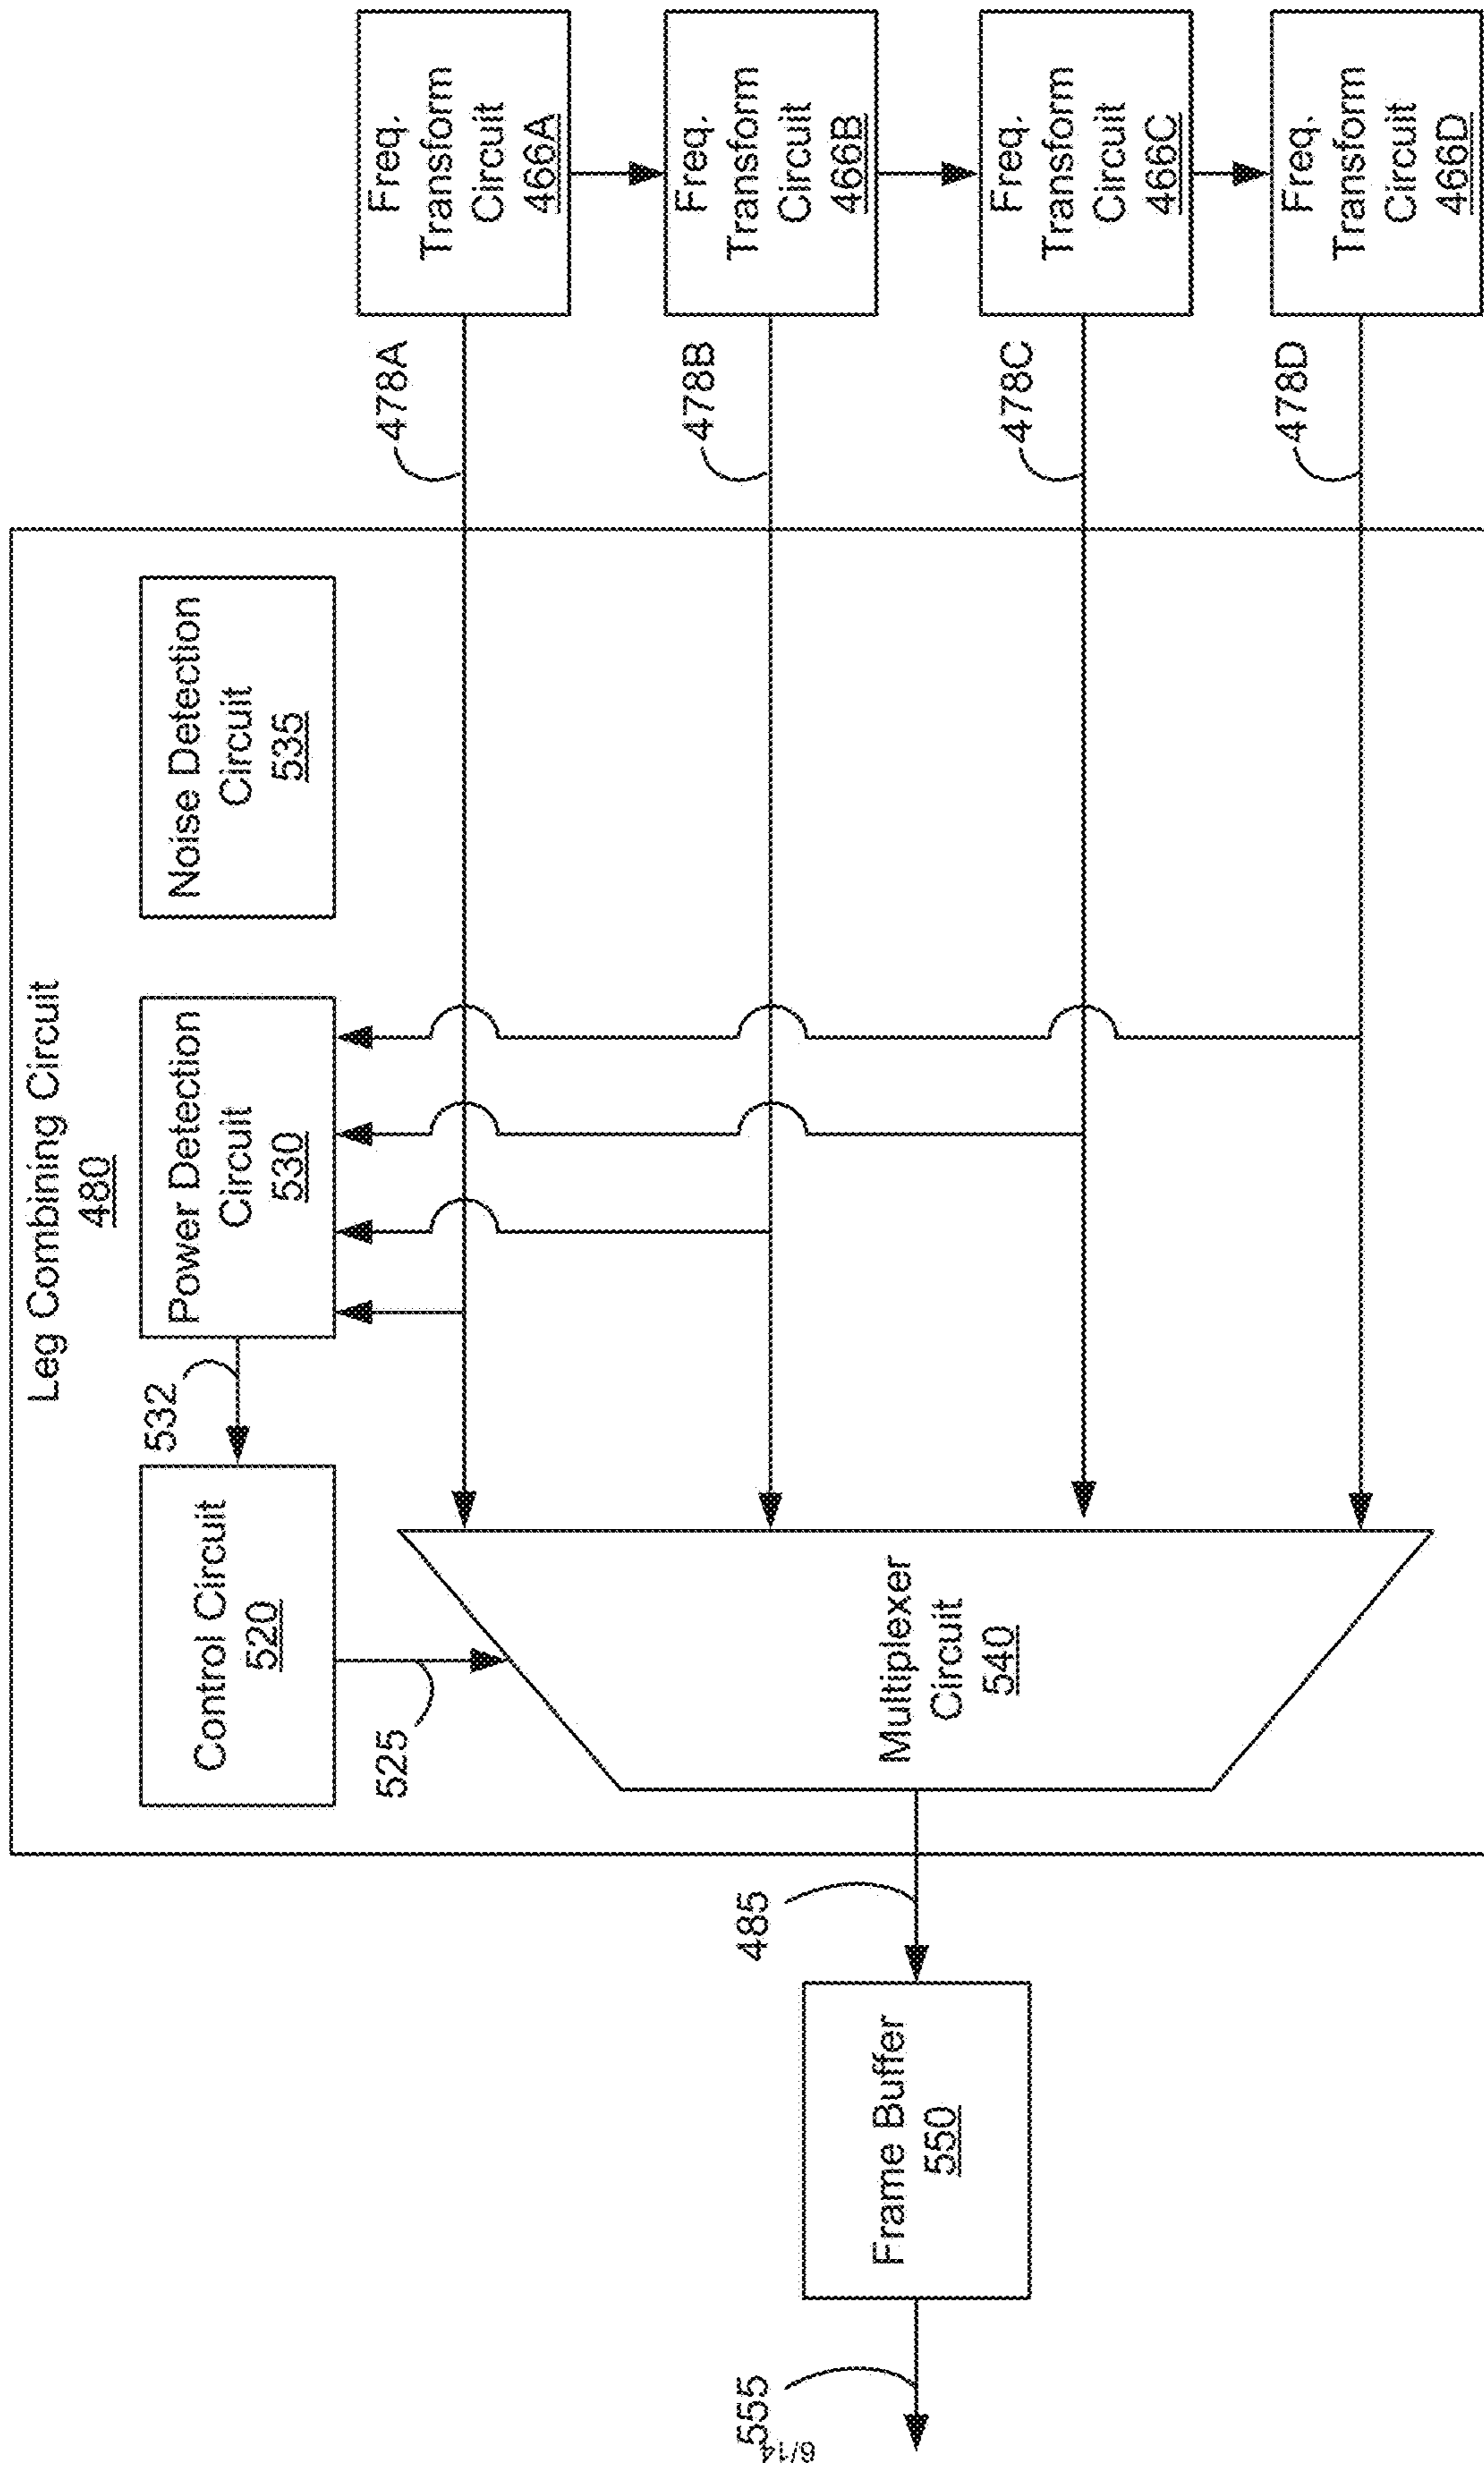 Leg Combining Circuit
480
Control Circuit
520
532
Power Detection
Circuit
530
Noise Detection
Circuit
535
525
478A
Freq.
Transform
Circuit
466A
478B
Freq.
Transform
Circuit
466B
478C
Freq.
Transform
Circuit
466C
478D
Freq.
Transform
Circuit
466D
Multiplexer
Circuit
540
485
Frame Buffer
550
555
6/14